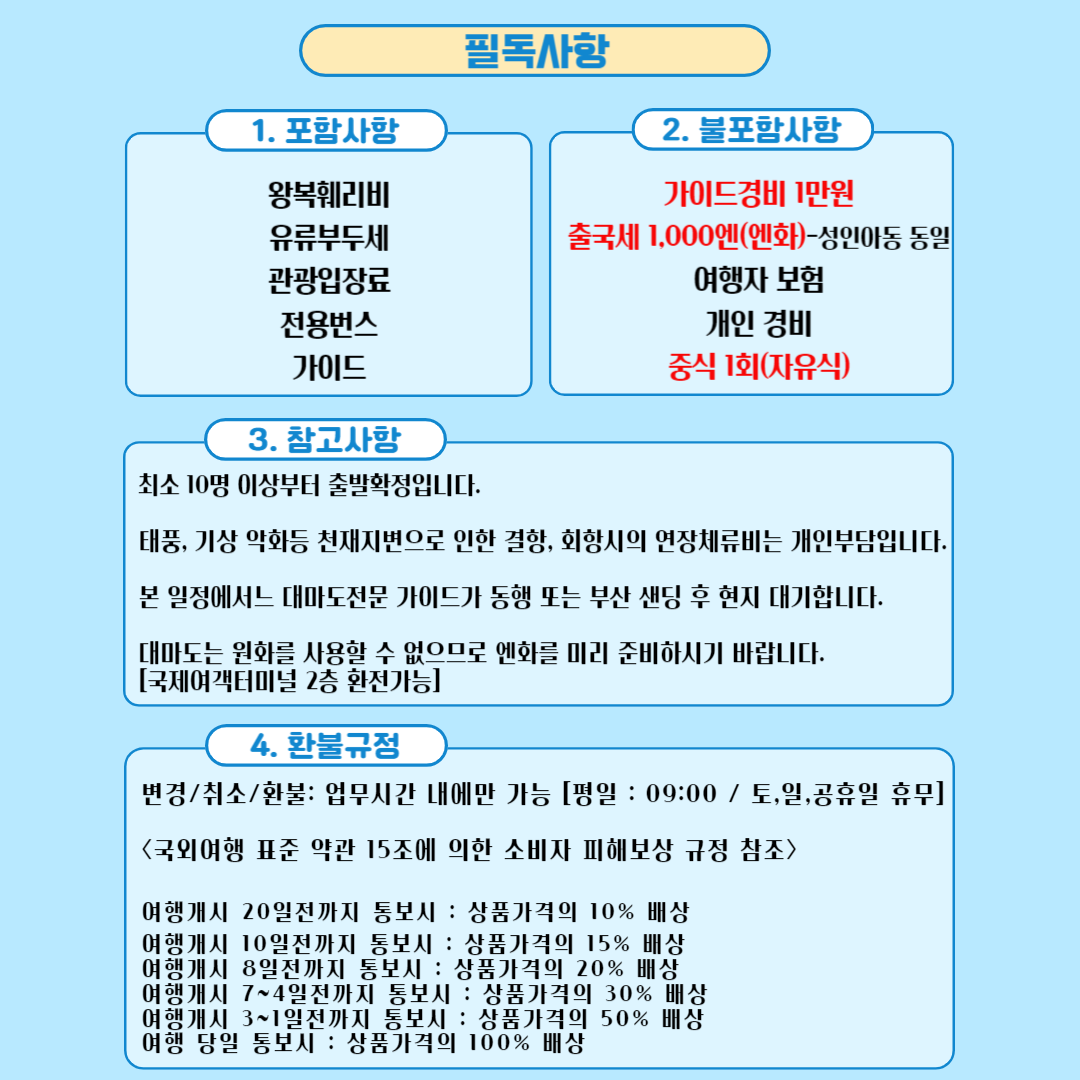 필독사항
1. 포함사항
왕복훼리비
유류부두세
관광입장료
전용번스
가이드
2. 불포함사항
가이드경비 1만원
출국세 1,000엔(엔화)-성인아동 동일
여행자 보험
개인 경비
중식 1회(자유식)
3. 참고사항
최소 10명 이상부터 출발확정입니다.
태풍, 기상 악화등 천재지변으로 인한 결항, 회항시의 연장체류비는 개인부담입니다.
본 일정에서느 대마도전문 가이드가 동행 또는 부산 샌딩 후 현지 대기합니다.
대마도는 원화를 사용할 수 없으므로 엔화를 미리 준비하시기 바랍니다.
[국제여객터미널 2층 환전가능]
4. 환불규정
변경/취소/환불: 업무시간 내에만 가능 [평일 : 09:00 / 토,일,공휴일 휴무]
<국외여행 표준 약관 15조에 의한 소비자 피해보상 규정 참조>
여행개시 20일전까지 통보시 : 상품가격의 10% 배상
여행개시 10일전까지 통보시 : 상품가격의 15% 배상
여행개시 8일전까지 통보시 : 상품가격의 20% 배상
여행개시 7~4일전까지 통보시 : 상품가격의 30% 배상
여행개시 3~1일전까지 통보시 : 상품가격의 50% 배상
여행 당일 통보시 : 상품가격의 100% 배상